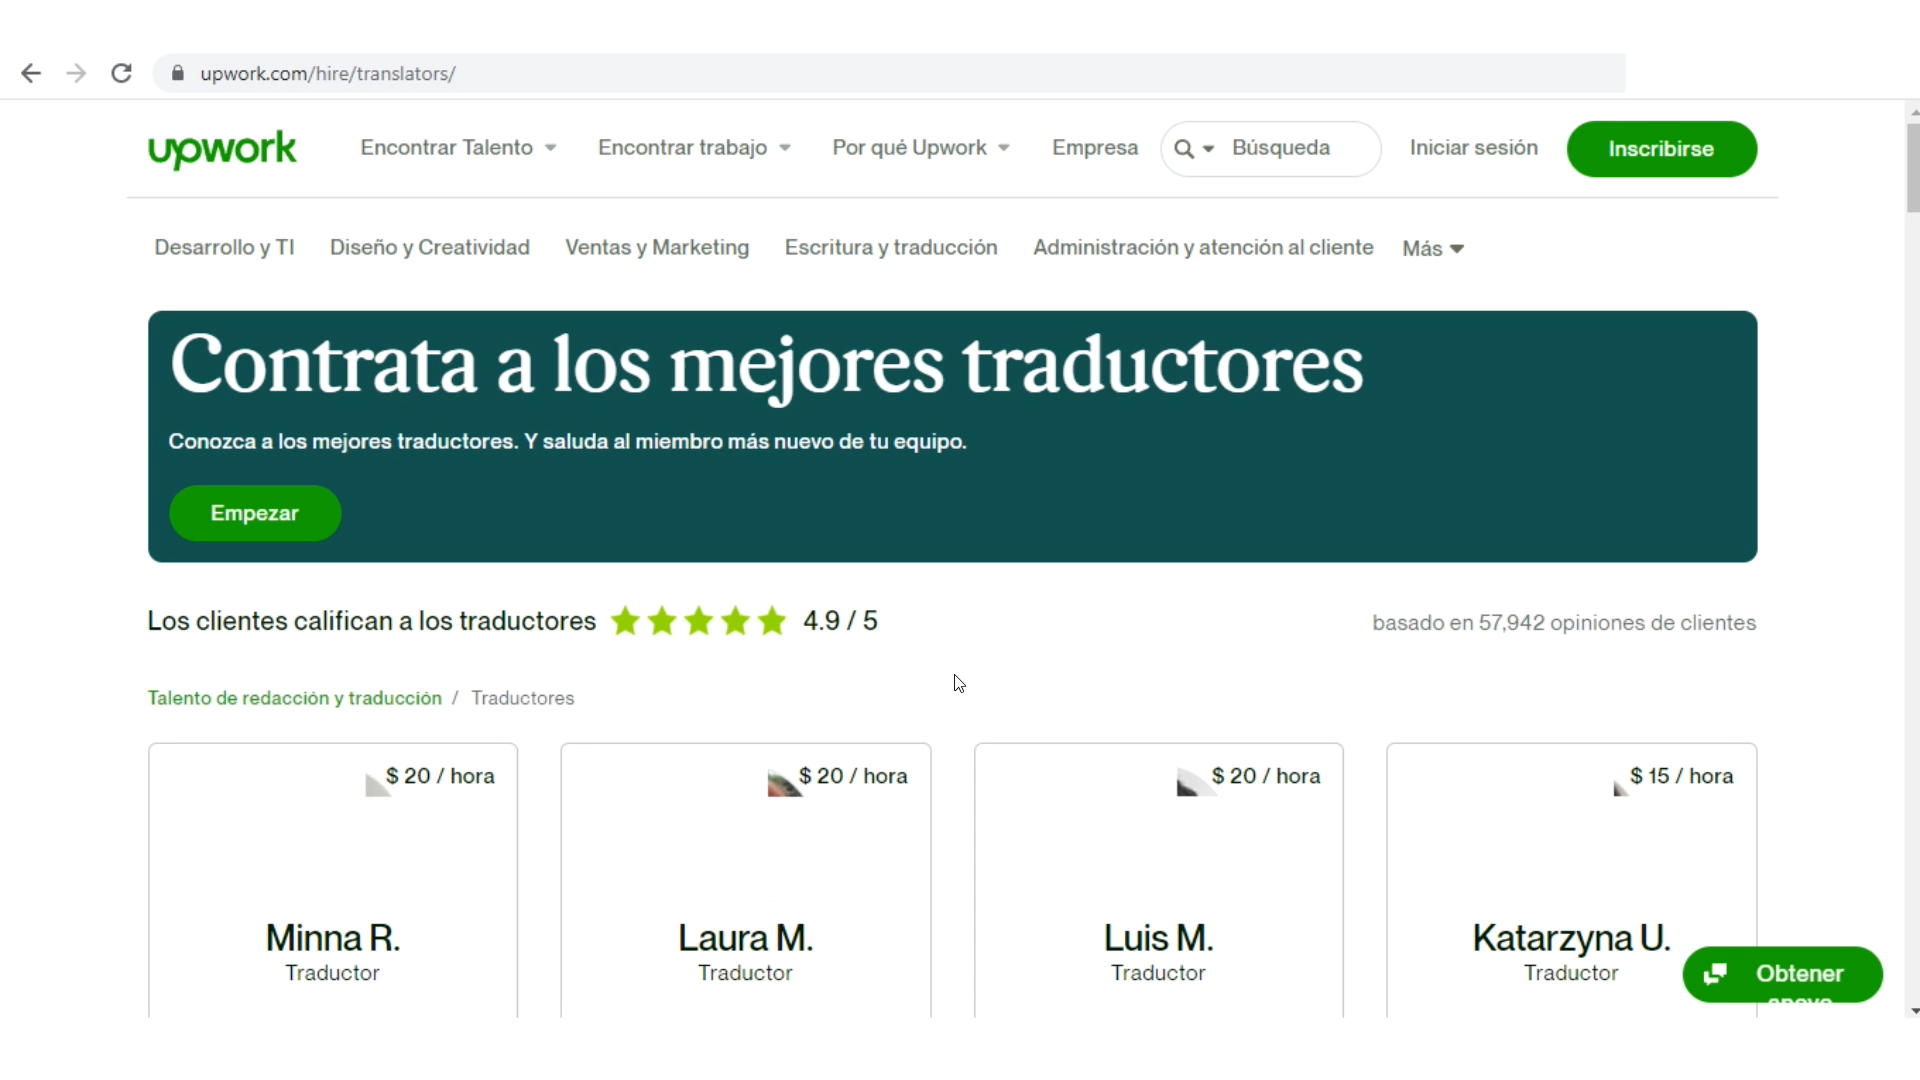 upwork.com/hire/translators/
upwork
Encontrar Talento
Encontrar trabajo
Por qué Upwork
Empresa
Búsqueda
Iniciar sesión
Inscribirse
Desarrollo y TI
Diseño y Creatividad
Ventas y Marketing
Escritura y traducción
Administración y atención al cliente
Más
Contrata a los mejores traductores
Conozca a los mejores traductores. Y saluda al miembro más nuevo de tu equipo.
Empezar
Los clientes califican a los traductores 4.9 / 5
basado en 57,942 opiniones de clientes
Talento de redacción y traducción / Traductores
$ 20 / hora
Minna R.
Traductor
$ 20 / hora
Laura M.
Traductor
$ 20 / hora
Luis M.
Traductor
$ 15 / hora
Katarzyna U.
Traductor
Obtener
apoyo